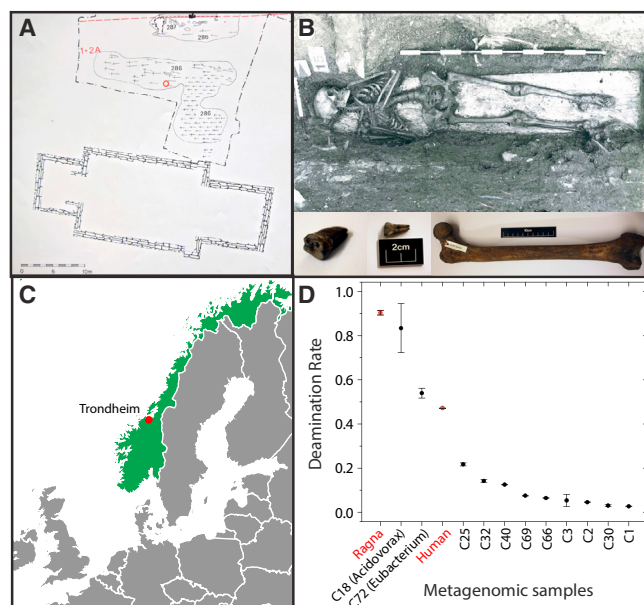 A
287
286
1+2A
286
286
0 5 10m
B
2cm
C
Trondheim
D
Deamination Rate
1.0
0.8
0.6
0.4
0.2
0.0
Ragna
C18 (Acidovorax)
C72 (Eubacterium)
Human
C25
C32
C40
C69
C66
C3
C2
C30
C1
Metagenomic samples